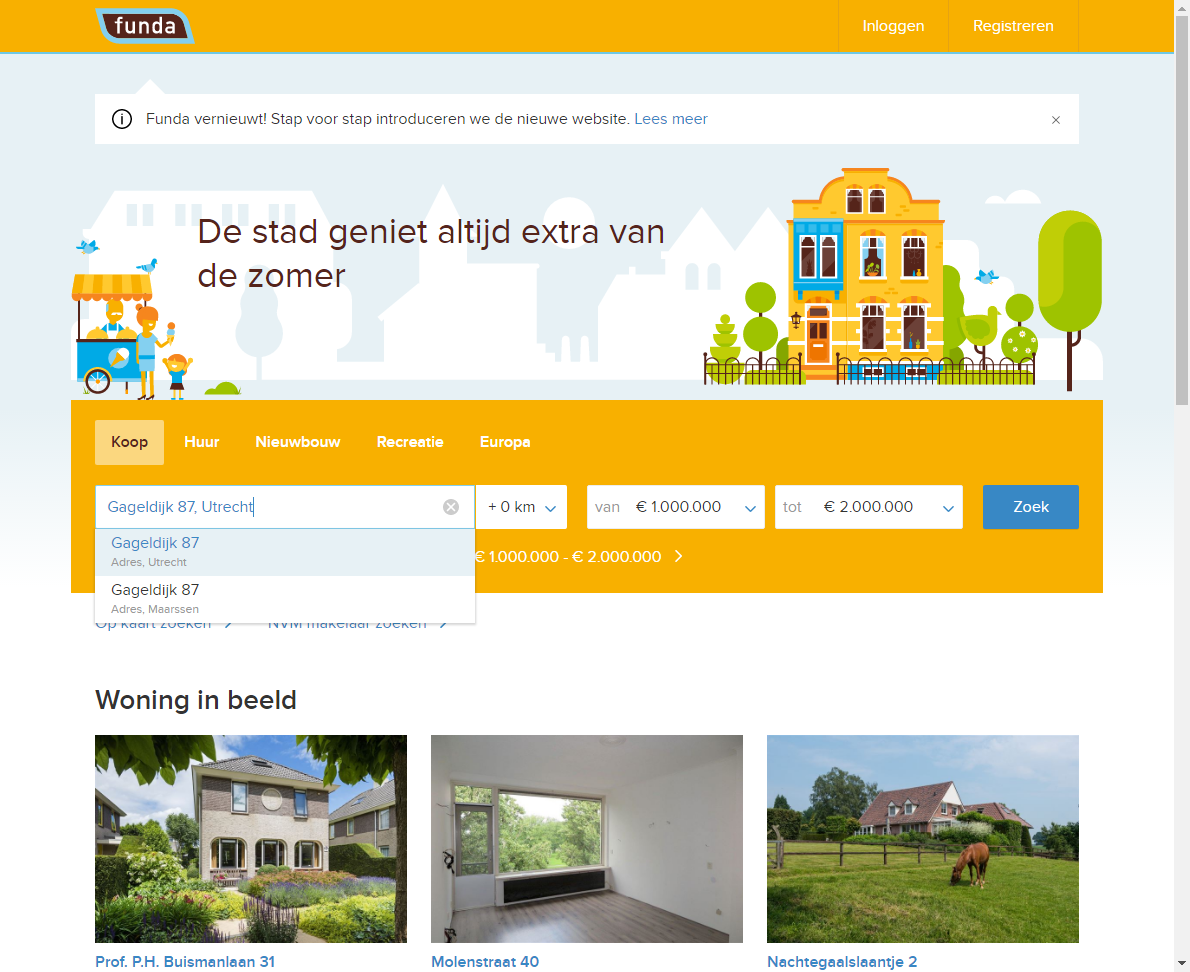 funda
Inloggen
Registreren
Funda vernieuwt! Stap voor stap introduceren we de nieuwe website. Lees meer
De stad geniet altijd extra van
de zomer
Koop
Huur
Nieuwbouw
Recreatie
Europa
Gageldijk 87, Utrecht
+ 0 km
van € 1.000.000
tot € 2.000.000
Zoek
Gageldijk 87
Adres, Utrecht
€ 1.000.000 - € 2.000.000
Gageldijk 87
Adres, Maarssen
Op kaart zoeken
NVM makelaar zoeken
Woning in beeld
Prof. P.H. Buismanlaan 31
Molenstraat 40
Nachtegaalslaantje 2